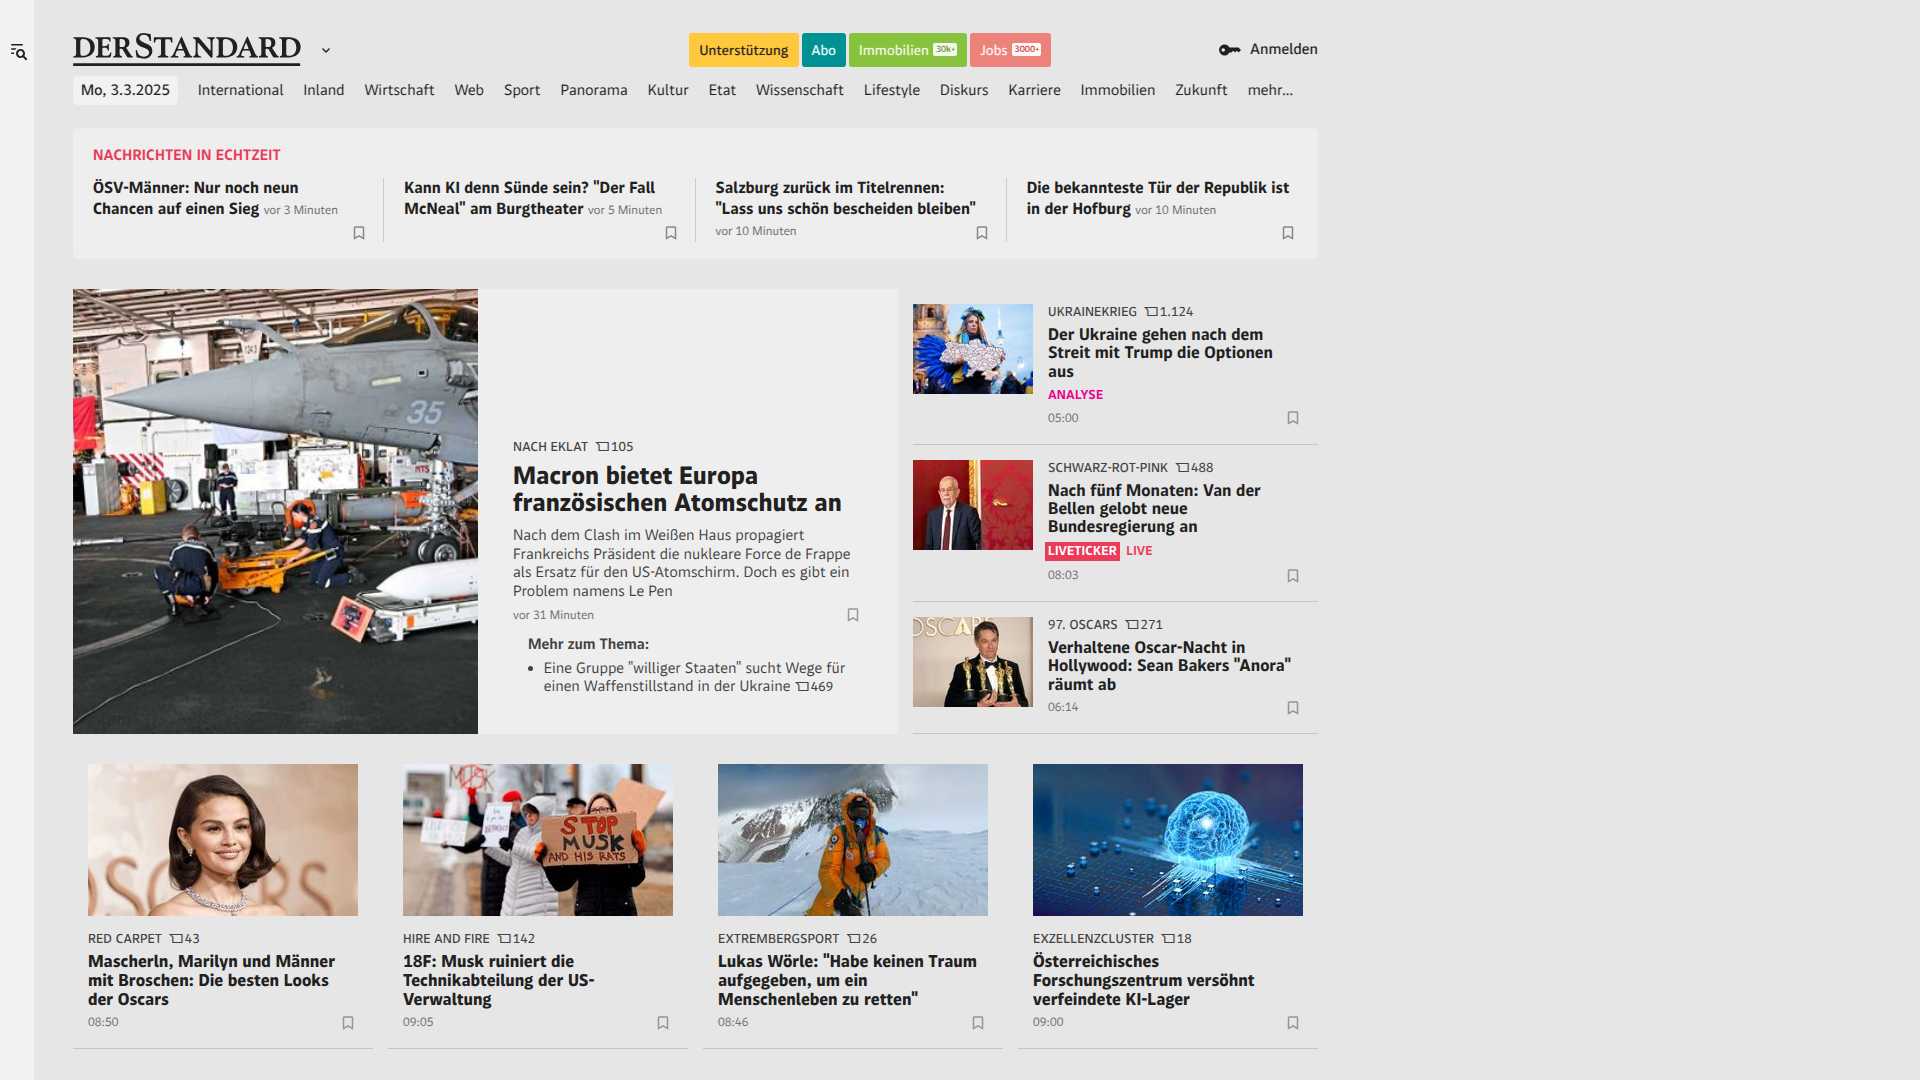 DERSTANDARD
Unterstützung
Abo
Immobilien 30k+
Jobs 3000+
Anmelden
Mo, 3.3.2025
International
Inland
Wirtschaft
Web
Sport
Panorama
Kultur
Etat
Wissenschaft
Lifestyle
Diskurs
Karriere
Immobilien
Zukunft
mehr...
NACHRICHTEN IN ECHTZEIT
ÖSV-Männer: Nur noch neun
Chancen auf einen Sieg vor 3 Minuten
Kann KI denn Sünde sein? "Der Fall
McNeal" am Burgtheater vor 5 Minuten
Salzburg zurück im Titelrennen:
"Lass uns schön bescheiden bleiben"
vor 10 Minuten
Die bekannteste Tür der Republik ist
in der Hofburg vor 10 Minuten
35
MTS
NACH EKLAT 105
Macron bietet Europa
französischen Atomschutz an
Nach dem Clash im Weißen Haus propagiert
Frankreichs Präsident die nukleare Force de Frappe
als Ersatz für den US-Atomschirm. Doch es gibt ein
Problem namens Le Pen
vor 31 Minuten
Mehr zum Thema:
• Eine Gruppe "williger Staaten" sucht Wege für
einen Waffenstillstand in der Ukraine 469
UKRAINEKRIEG 1.124
Der Ukraine gehen nach dem
Streit mit Trump die Optionen
aus
ANALYSE
05:00
SCHWARZ-ROT-PINK 488
Nach fünf Monaten: Van der
Bellen gelobt neue
Bundesregierung an
LIVETICKER LIVE
08:03
OSCARS
97. OSCARS 271
Verhaltene Oscar-Nacht in
Hollywood: Sean Bakers "Anora"
räumt ab
06:14
OSCARS
RED CARPET 43
Mascherln, Marilyn und Männer
mit Broschen: Die besten Looks
der Oscars
08:50
MUSK
STOP
MUSK
AND HIS RATS
HIRE AND FIRE 142
18F: Musk ruiniert die
Technikabteilung der US-
Verwaltung
09:05
EXTREMBERGSPORT 26
Lukas Wörle: "Habe keinen Traum
aufgegeben, um ein
Menschenleben zu retten"
08:46
EXZELLENZCLUSTER 18
Österreichisches
Forschungszentrum versöhnt
verfeindete KI-Lager
09:00